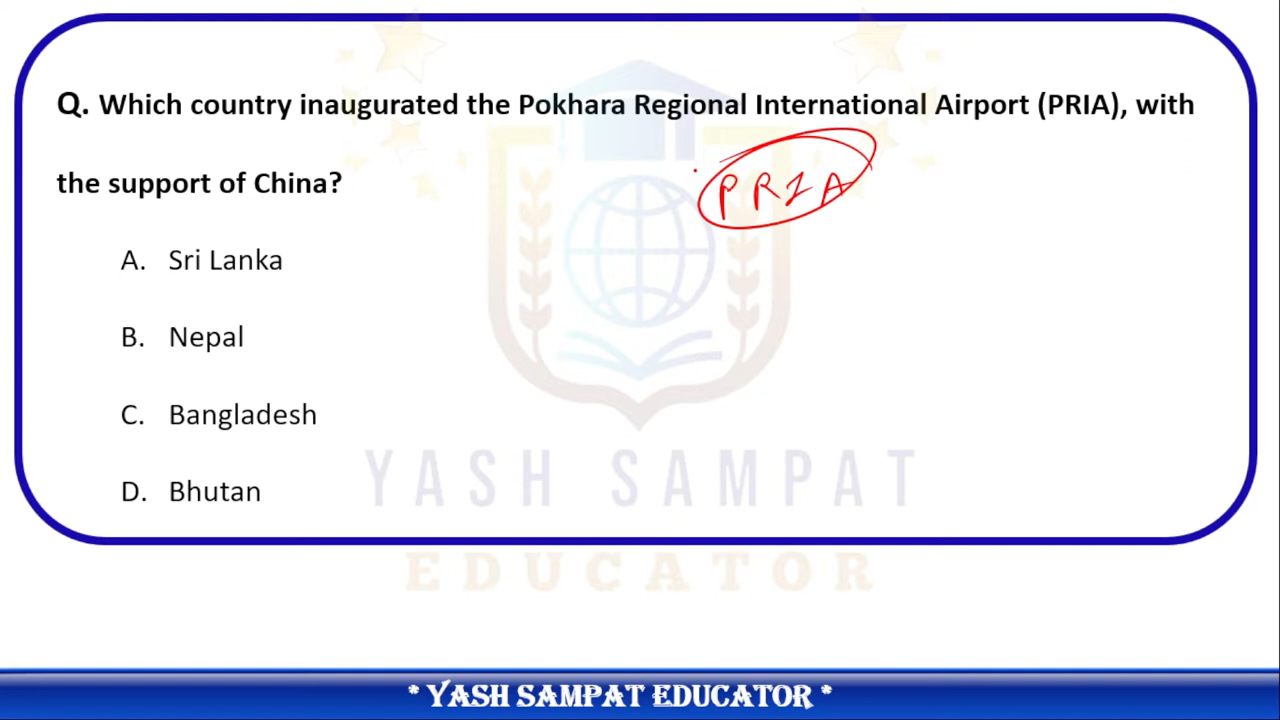 Q. Which country inaugurated the Pokhara Regional International Airport (PRIA), with
the support of China?
PRIA
A. Sri Lanka
B. Nepal
C. Bangladesh
D. Bhutan
YASH SAMPAT
EDUCATOR
* YASH SAMPAT EDUCATOR *